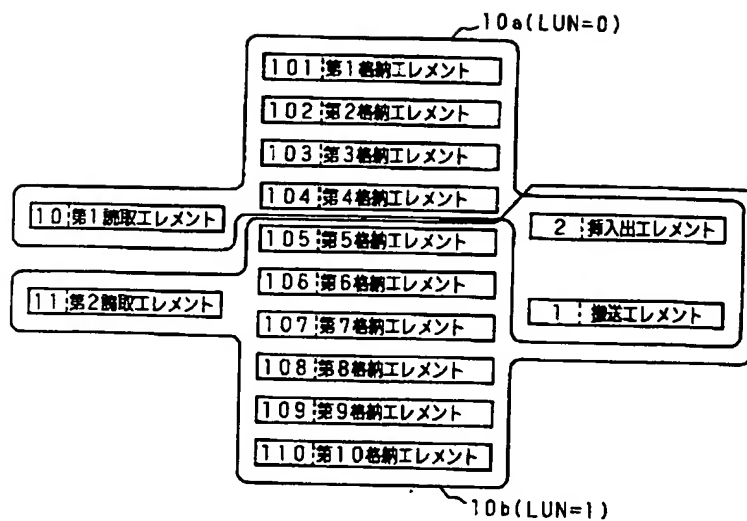 10a(LUN=0)
101 第1格納エレメント
102 第2格納エレメント
103 第3格納エレメント
104 第4格納エレメント
10 第1読取エレメント
2 挿入出エレメント
105 第5格納エレメント
106 第6格納エレメント
11 第2読取エレメント
1 搬送エレメント
107 第7格納エレメント
108 第8格納エレメント
109 第9格納エレメント
110 第10格納エレメント
10b(LUN=1)